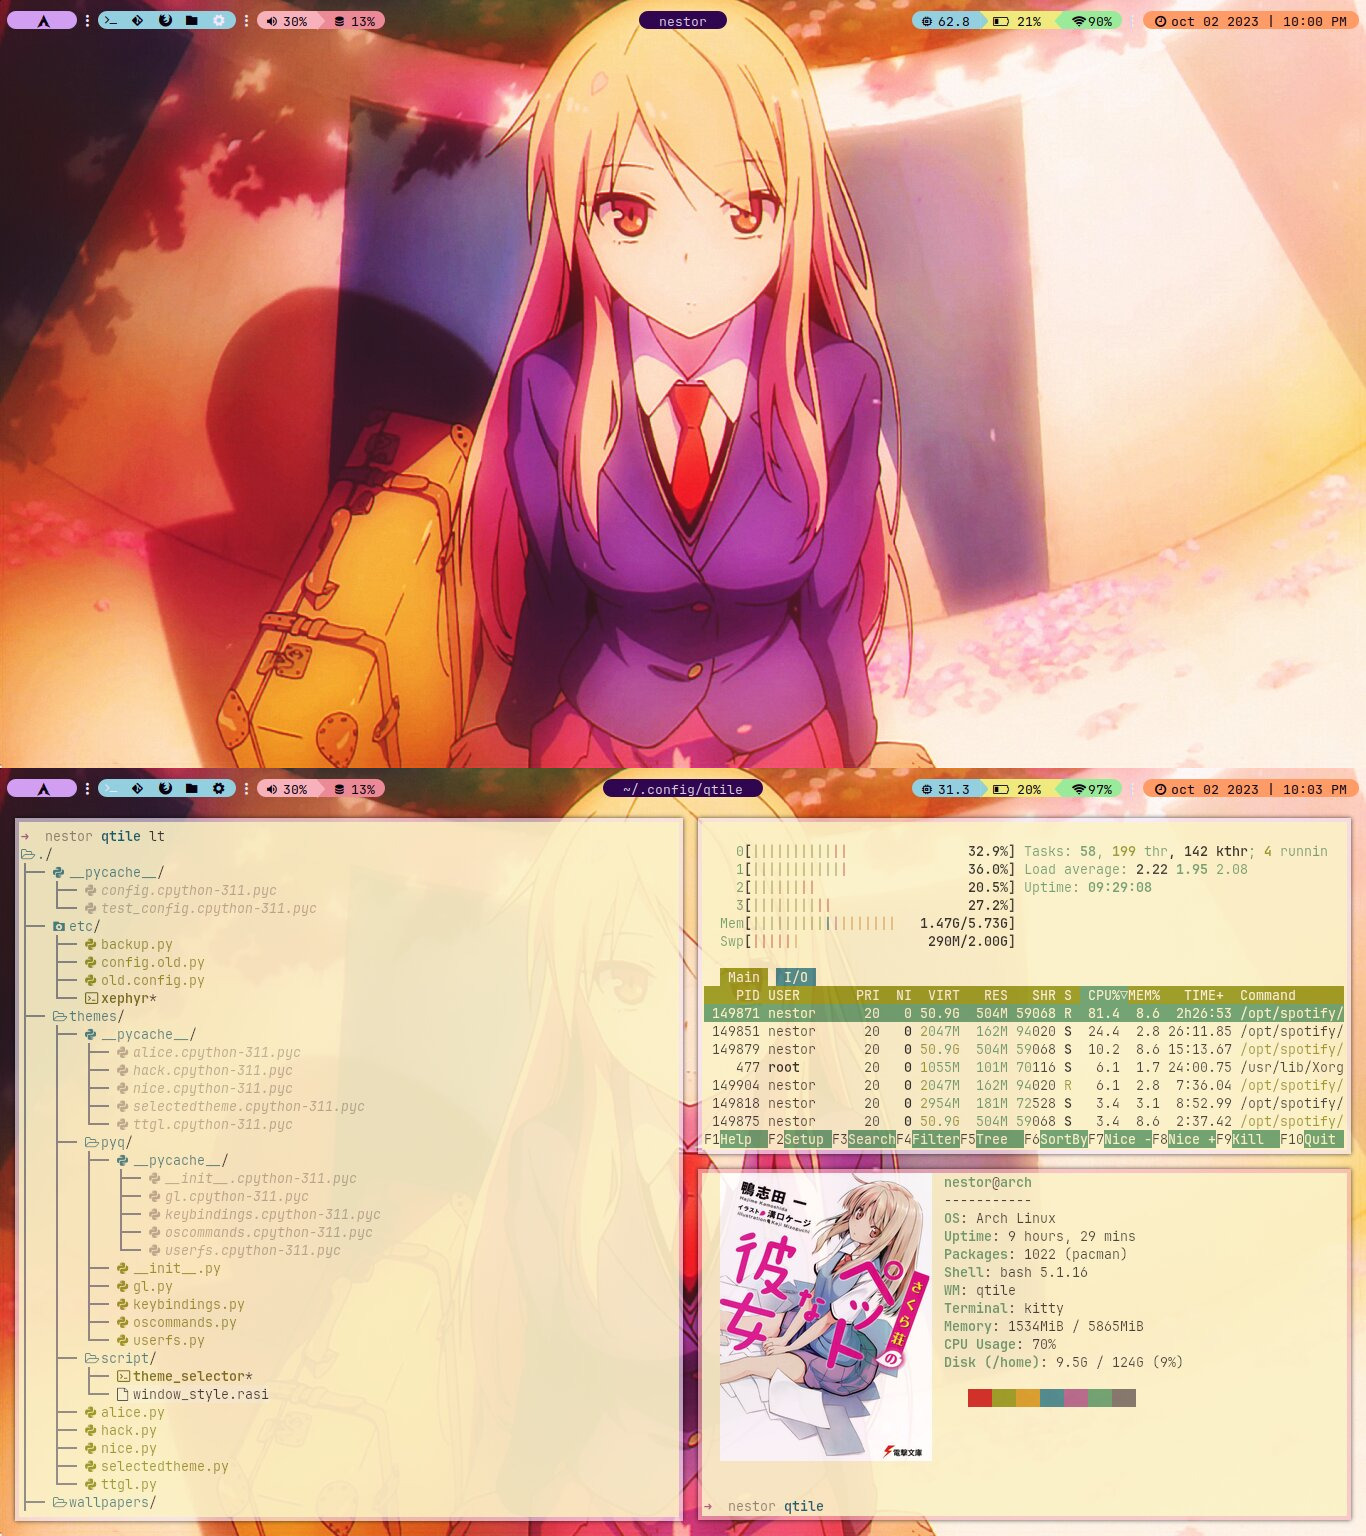 30% 13% nestor 62.8 21% 90% oct 02 2023 | 10:00 PM
30% 13% ~/.config/qtile 31.3 20% 97% oct 02 2023 | 10:03 PM
➜ nestor qtile lt
./
__pycache__/
config.cpython-311.pyc
test_config.cpython-311.pyc
etc/
backup.py
config.old.py
old.config.py
xephyr*
themes/
__pycache__/
alice.cpython-311.pyc
hack.cpython-311.pyc
nice.cpython-311.pyc
selectedtheme.cpython-311.pyc
ttgl.cpython-311.pyc
pyq/
__pycache__/
__init__.cpython-311.pyc
gl.cpython-311.pyc
keybindings.cpython-311.pyc
oscommands.cpython-311.pyc
userfs.cpython-311.pyc
__init__.py
gl.py
keybindings.py
oscommands.py
userfs.py
script/
theme_selector*
window_style.rasi
alice.py
hack.py
nice.py
selectedtheme.py
ttgl.py
wallpapers/
0[|||||||||||| 32.9%] Tasks: 58, 199 thr, 142 kthr; 4 runnin
1[|||||||||||| 36.0%] Load average: 2.22 1.95 2.08
2[|||||||| 20.5%] Uptime: 09:29:08
3[|||||||||| 27.2%]
Mem[|||||||||||||||||| 1.47G/5.73G]
Swp[|||||| 290M/2.00G]
Main I/O
PID USER PRI NI VIRT RES SHR S CPU%▽MEM% TIME+ Command
149871 nestor 20 0 50.9G 504M 59068 R 81.4 8.6 2h26:53 /opt/spotify/
149851 nestor 20 0 2047M 162M 94020 S 24.4 2.8 26:11.85 /opt/spotify/
149879 nestor 20 0 50.9G 504M 59068 S 10.2 8.6 15:13.67 /opt/spotify/
477 root 20 0 1055M 101M 70116 S 6.1 1.7 24:00.75 /usr/lib/Xorg
149904 nestor 20 0 2047M 162M 94020 R 6.1 2.8 7:36.04 /opt/spotify/
149818 nestor 20 0 2954M 181M 72528 S 3.4 3.1 8:52.99 /opt/spotify/
149875 nestor 20 0 50.9G 504M 59068 S 3.4 8.6 2:37.42 /opt/spotify/
F1Help F2Setup F3SearchF4FilterF5Tree F6SortByF7Nice -F8Nice +F9Kill F10Quit
鴨志田 一
Hajime Kamoshida
イラスト●溝口ケージ
illustration●Keji Mizoguchi
さくら荘の
ペット
な
彼女
電撃文庫
nestor@arch
-----------
OS: Arch Linux
Uptime: 9 hours, 29 mins
Packages: 1022 (pacman)
Shell: bash 5.1.16
WM: qtile
Terminal: kitty
Memory: 1534MiB / 5865MiB
CPU Usage: 70%
Disk (/home): 9.5G / 124G (9%)
➜ nestor qtile